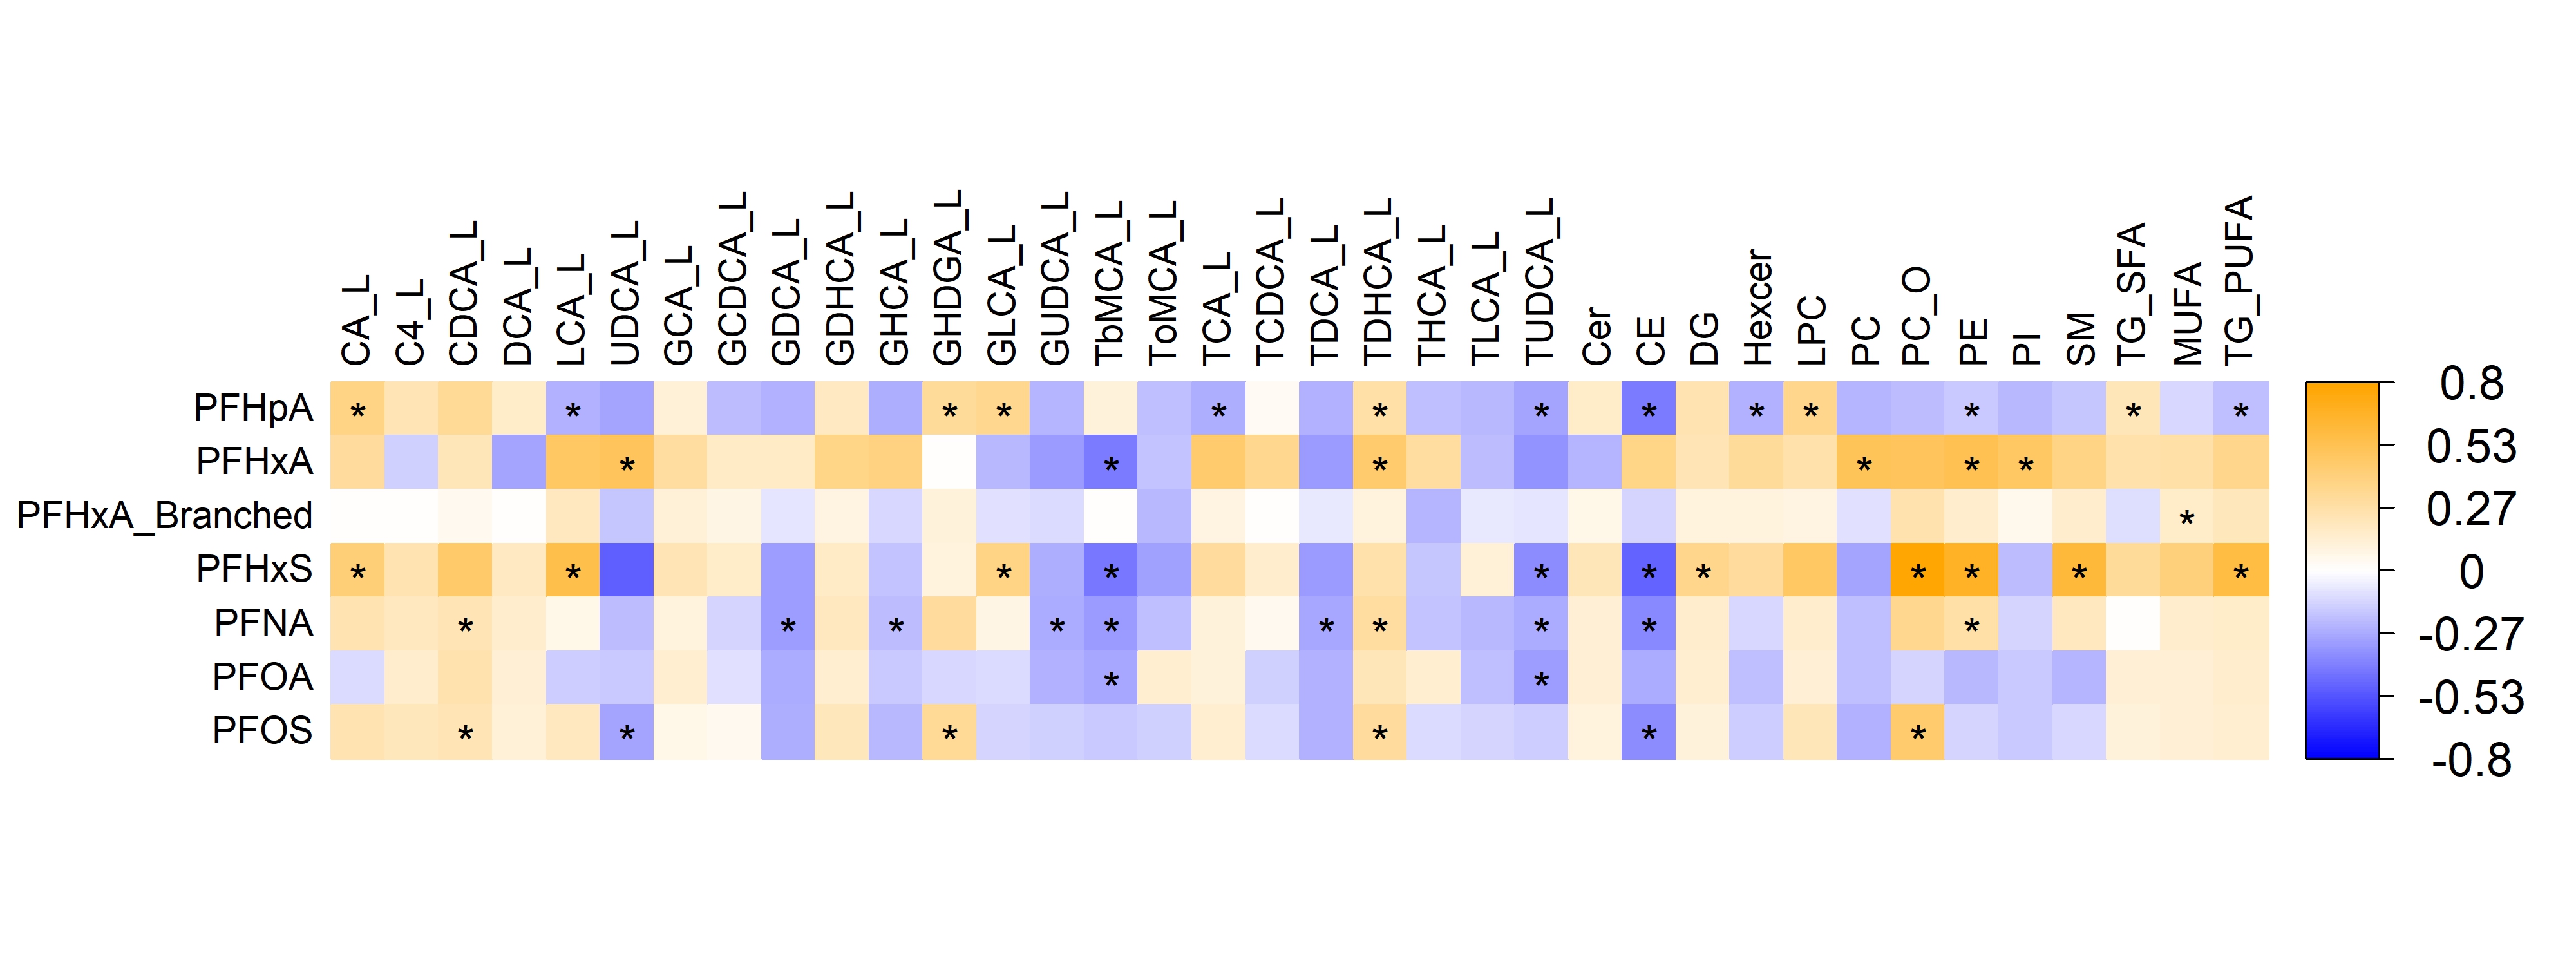 CA_L
C4_L
CDCA_L
DCA_L
LCA_L
UDCA_L
GCA_L
GCDCA_L
GDCA_L
GDHCA_L
GHCA_L
GHDGA_L
GLCA_L
GUDCA_L
TbMCA_L
ToMCA_L
TCA_L
TCDCA_L
TDCA_L
TDHCA_L
THCA_L
TLCA_L
TUDCA_L
Cer
CE
DG
Hexcer
LPC
PC
PC_O
PE
PI
SM
TG_SFA
MUFA
TG_PUFA
PFHpA * * * * * * * * * * * * *
PFHxA * * * * * *
PFHxA_Branched *
PFHxS * * * * * * * * * * *
PFNA * * * * * * * * * *
PFOA * *
PFOS * * * * * *
0.8
0.53
0.27
0
-0.27
-0.53
-0.8